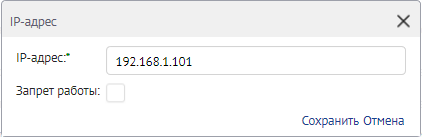 IP-адрес
IP-адрес:* 192.168.1.101
Запрет работы:
Сохранить Отмена